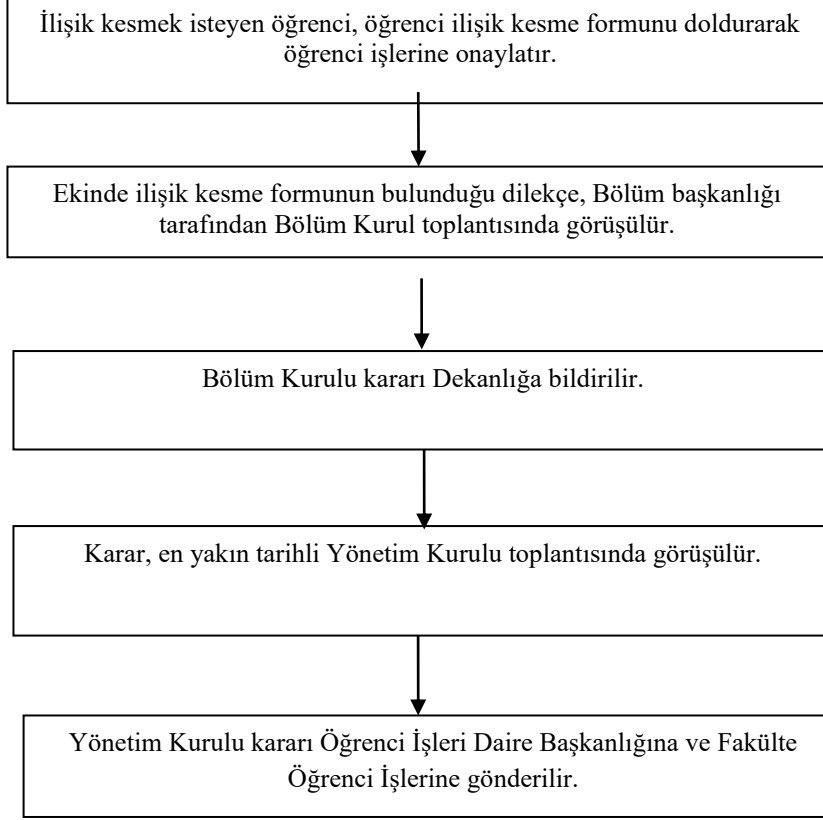 İlişik kesmek isteyen öğrenci, öğrenci ilişik kesme formunu doldurarak
öğrenci işlerine onaylatır.
Ekinde ilişik kesme formunun bulunduğu dilekçe, Bölüm başkanlığı
tarafından Bölüm Kurul toplantısında görüşülür.
Bölüm Kurulu kararı Dekanlığa bildirilir.
Karar, en yakın tarihli Yönetim Kurulu toplantısında görüşülür.
Yönetim Kurulu kararı Öğrenci İşleri Daire Başkanlığına ve Fakülte
Öğrenci İşlerine gönderilir.